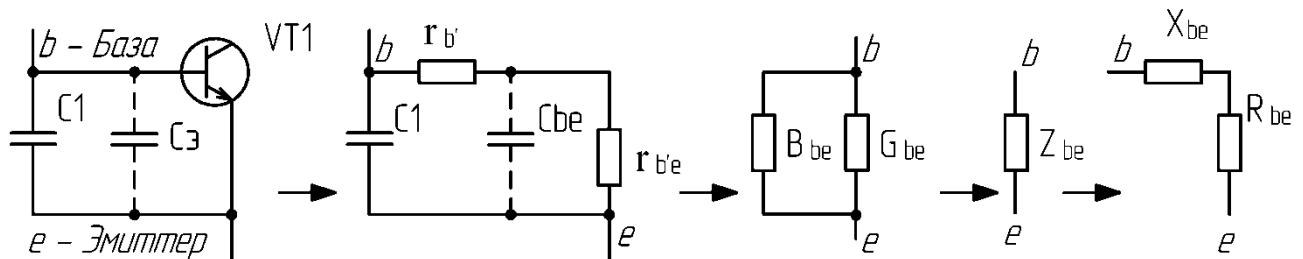 b - База
VT1
C1
Cэ
e - Эмиттер
b
r b'
C1
Cbe
r b'e
e
b
B be
G be
e
b
Z be
e
b
X be
R be
e